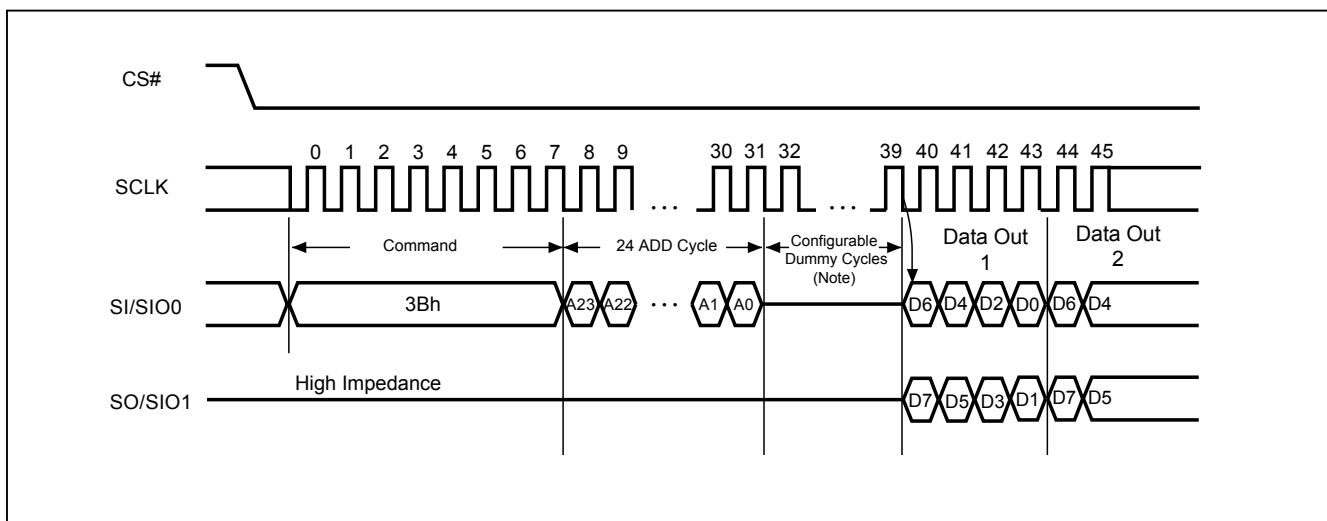 CS#
0 1 2 3 4 5 6 7 8 9 30 31 32 39 40 41 42 43 44 45
SCLK
... ...
Command
24 ADD Cycle
Configurable
Dummy Cycles
(Note)
Data Out
1
Data Out
2
SI/SIO0
3Bh
A23 A22 ... A1 A0
D6 D4 D2 D0 D6 D4
High Impedance
SO/SIO1
D7 D5 D3 D1 D7 D5